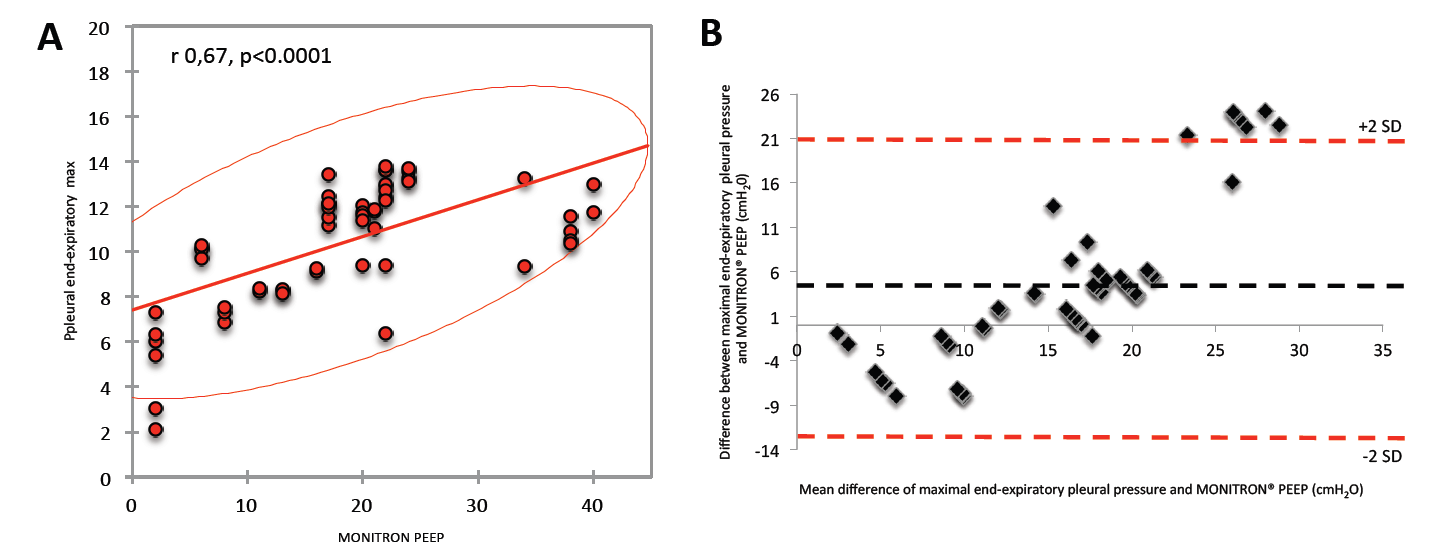 A
r 0,67, p<0.0001
20
18
16
14
12
10
8
6
4
2
0
Ppleural end-expiratory max
0 10 20 30 40
MONITRON PEEP
B
26
21
16
11
6
1
-4
-9
-14
Difference between maximal end-expiratory pleural pressure
and MONITRON® PEEP (cmH₂0)
+2 SD
0 5 10 15 20 25 30 35
-2 SD
Mean difference of maximal end-expiratory pleural pressure and MONITRON® PEEP (cmH₂O)